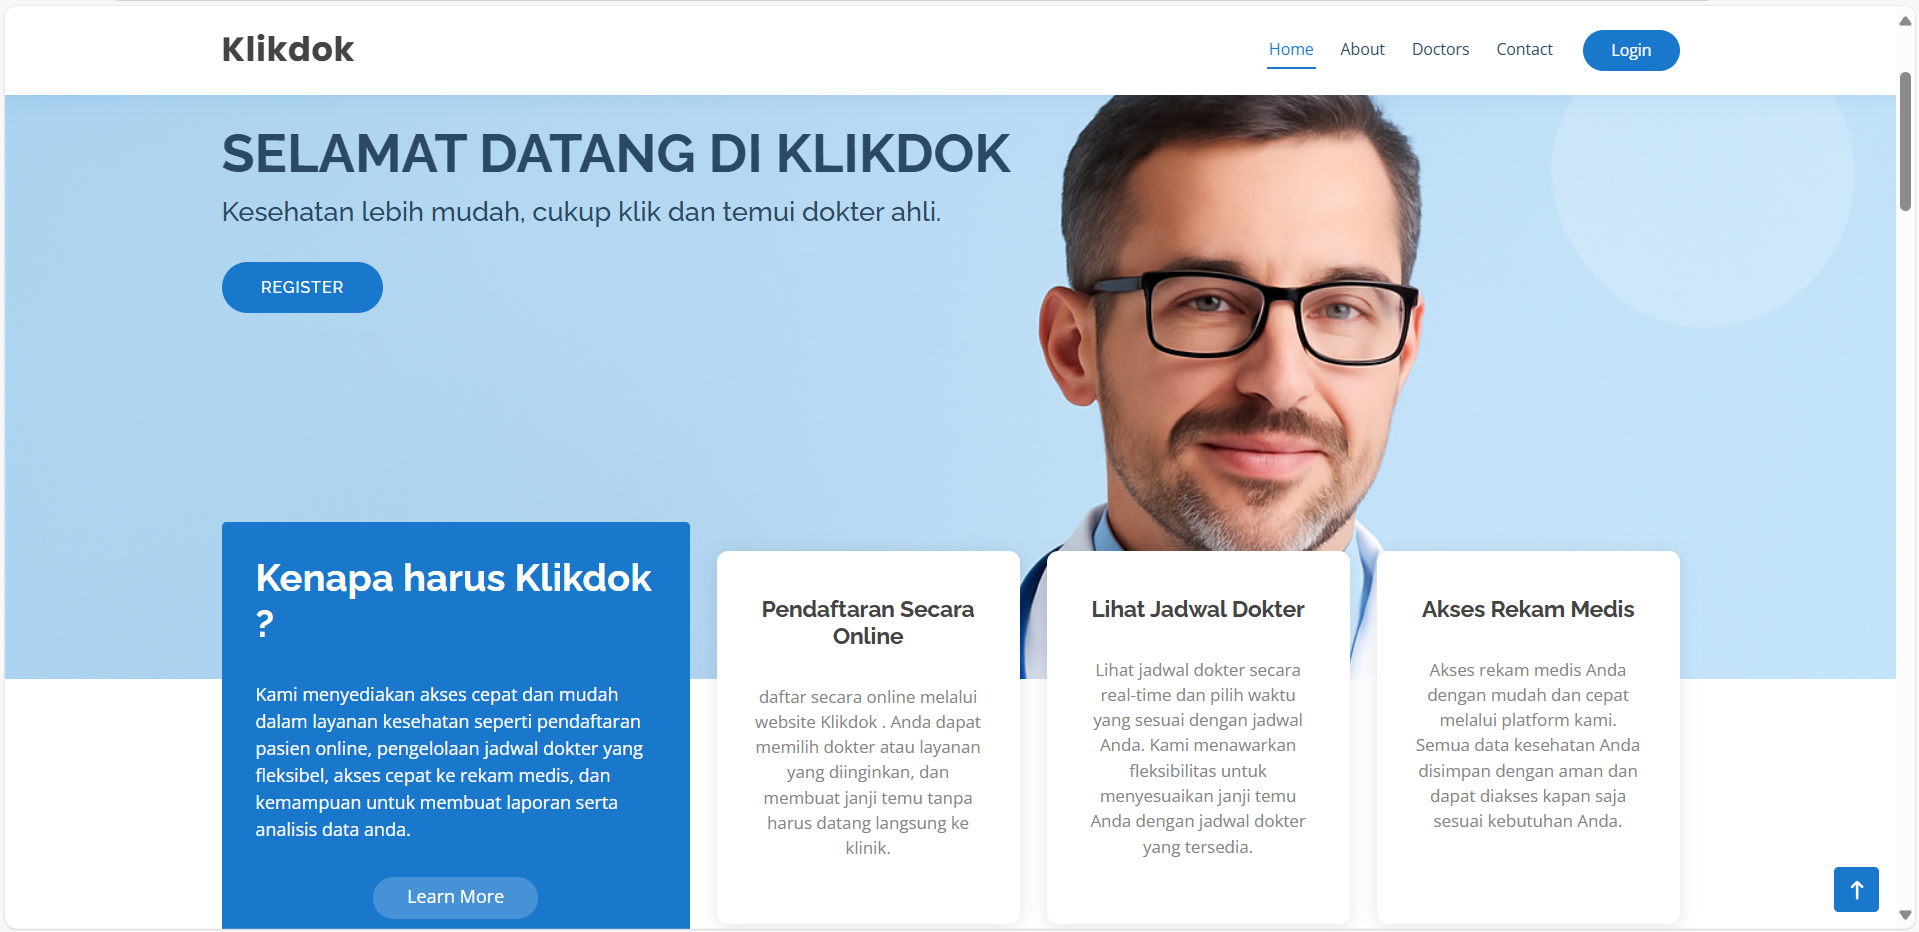 Klikdok
Home About Doctors Contact Login
SELAMAT DATANG DI KLIKDOK
Kesehatan lebih mudah, cukup klik dan temui dokter ahli.
REGISTER
Kenapa harus Klikdok
?
Kami menyediakan akses cepat dan mudah
dalam layanan kesehatan seperti pendaftaran
pasien online, pengelolaan jadwal dokter yang
fleksibel, akses cepat ke rekam medis, dan
kemampuan untuk membuat laporan serta
analisis data anda.
Learn More
Pendaftaran Secara
Online
daftar secara online melalui
website Klikdok . Anda dapat
memilih dokter atau layanan
yang diinginkan, dan
membuat janji temu tanpa
harus datang langsung ke
klinik.
Lihat Jadwal Dokter
Lihat jadwal dokter secara
real-time dan pilih waktu
yang sesuai dengan jadwal
Anda. Kami menawarkan
fleksibilitas untuk
menyesuaikan janji temu
Anda dengan jadwal dokter
yang tersedia.
Akses Rekam Medis
Akses rekam medis Anda
dengan mudah dan cepat
melalui platform kami.
Semua data kesehatan Anda
disimpan dengan aman dan
dapat diakses kapan saja
sesuai kebutuhan Anda.